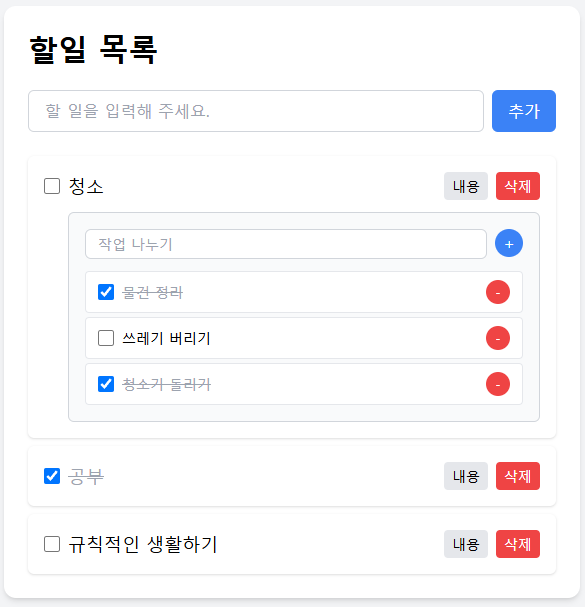 할일 목록
할 일을 입력해 주세요. 추가
청소 내용 삭제
작업 나누기 +
물건 정리 -
쓰레기 버리기 -
청소기 돌리기 -
공부 내용 삭제
규칙적인 생활하기 내용 삭제